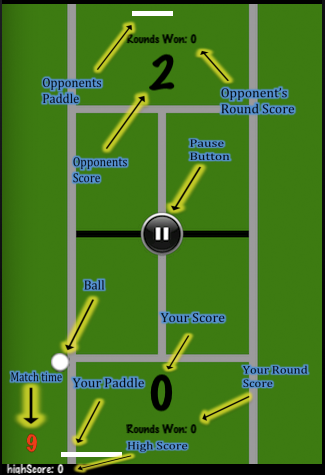 Rounds Won: 0
2
Opponents
Paddle
Opponent's
Round Score
Opponents
Score
Pause
Button
Ball
Your Score
Match time
Your Paddle
0
Your Round
Score
9
Rounds Won: 0
High Score
highScore: 0